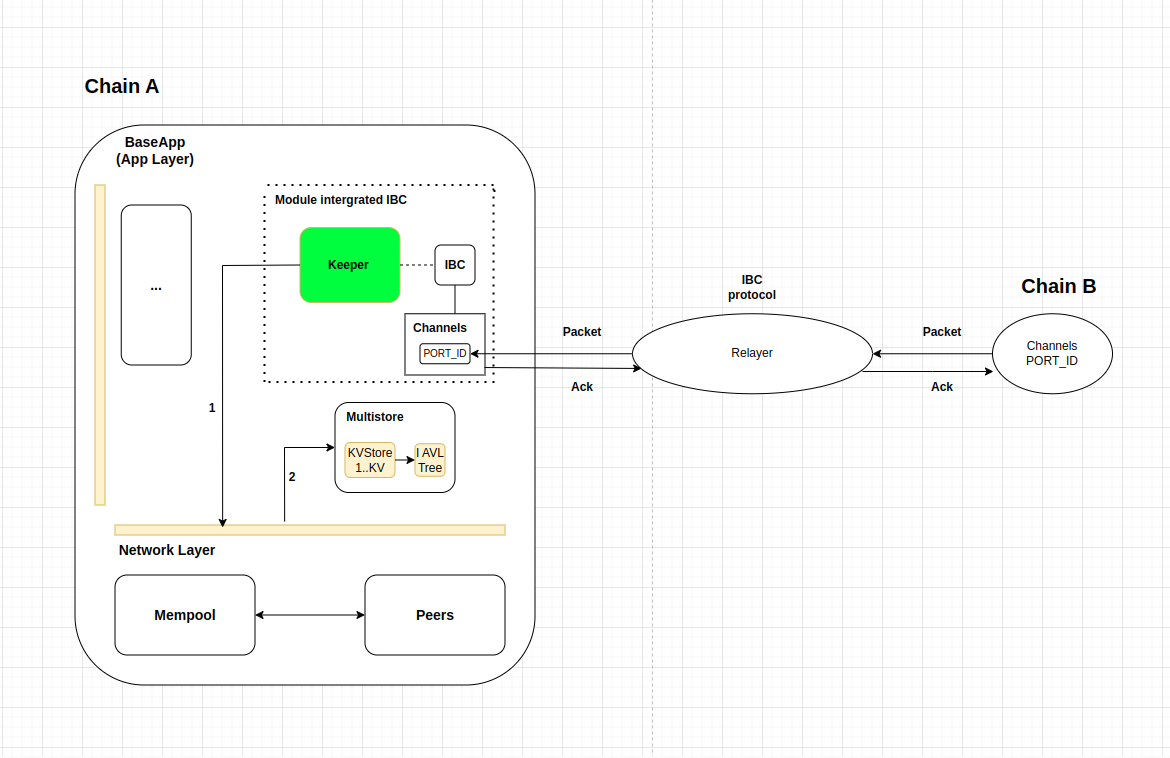 Chain A
BaseApp
(App Layer)
Module intergrated IBC
...
Keeper
IBC
Channels
PORT_ID
1
Multistore
KVStore
1..KV
I AVL
Tree
2
Network Layer
Mempool
Peers
Packet
Ack
IBC
protocol
Relayer
Packet
Ack
Chain B
Channels
PORT_ID